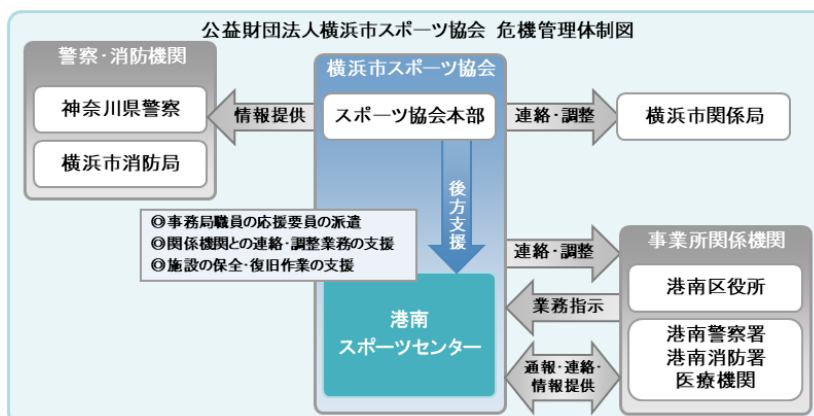 公益財団法人横浜市スポーツ協会 危機管理体制図
警察・消防機関
神奈川県警察
横浜市消防局
情報提供
横浜市スポーツ協会
スポーツ協会本部
連絡・調整
横浜市関係局
後方支援
◎事務局職員の応援要員の派遣
◎関係機関との連絡・調整業務の支援
◎施設の保全・復旧作業の支援
港南
スポーツセンター
連絡・調整
業務指示
通報・連絡・
情報提供
事業所関係機関
港南区役所
港南警察署
港南消防署
医療機関